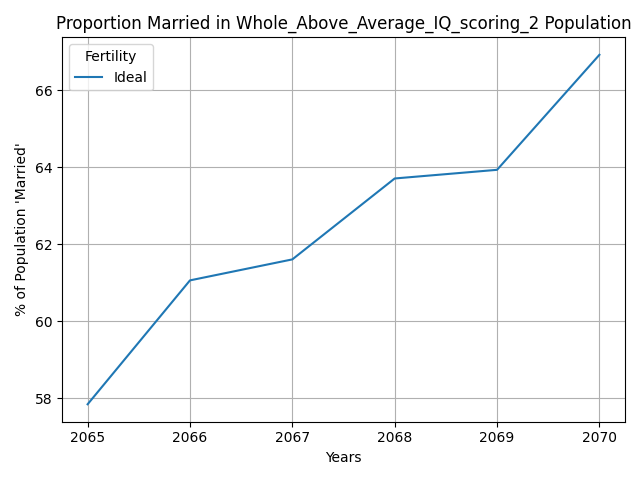 Proportion Married in Whole_Above_Average_IQ_scoring_2 Population
Fertility
Ideal
% of Population 'Married'
66
64
62
60
58
2065 2066 2067 2068 2069 2070
Years